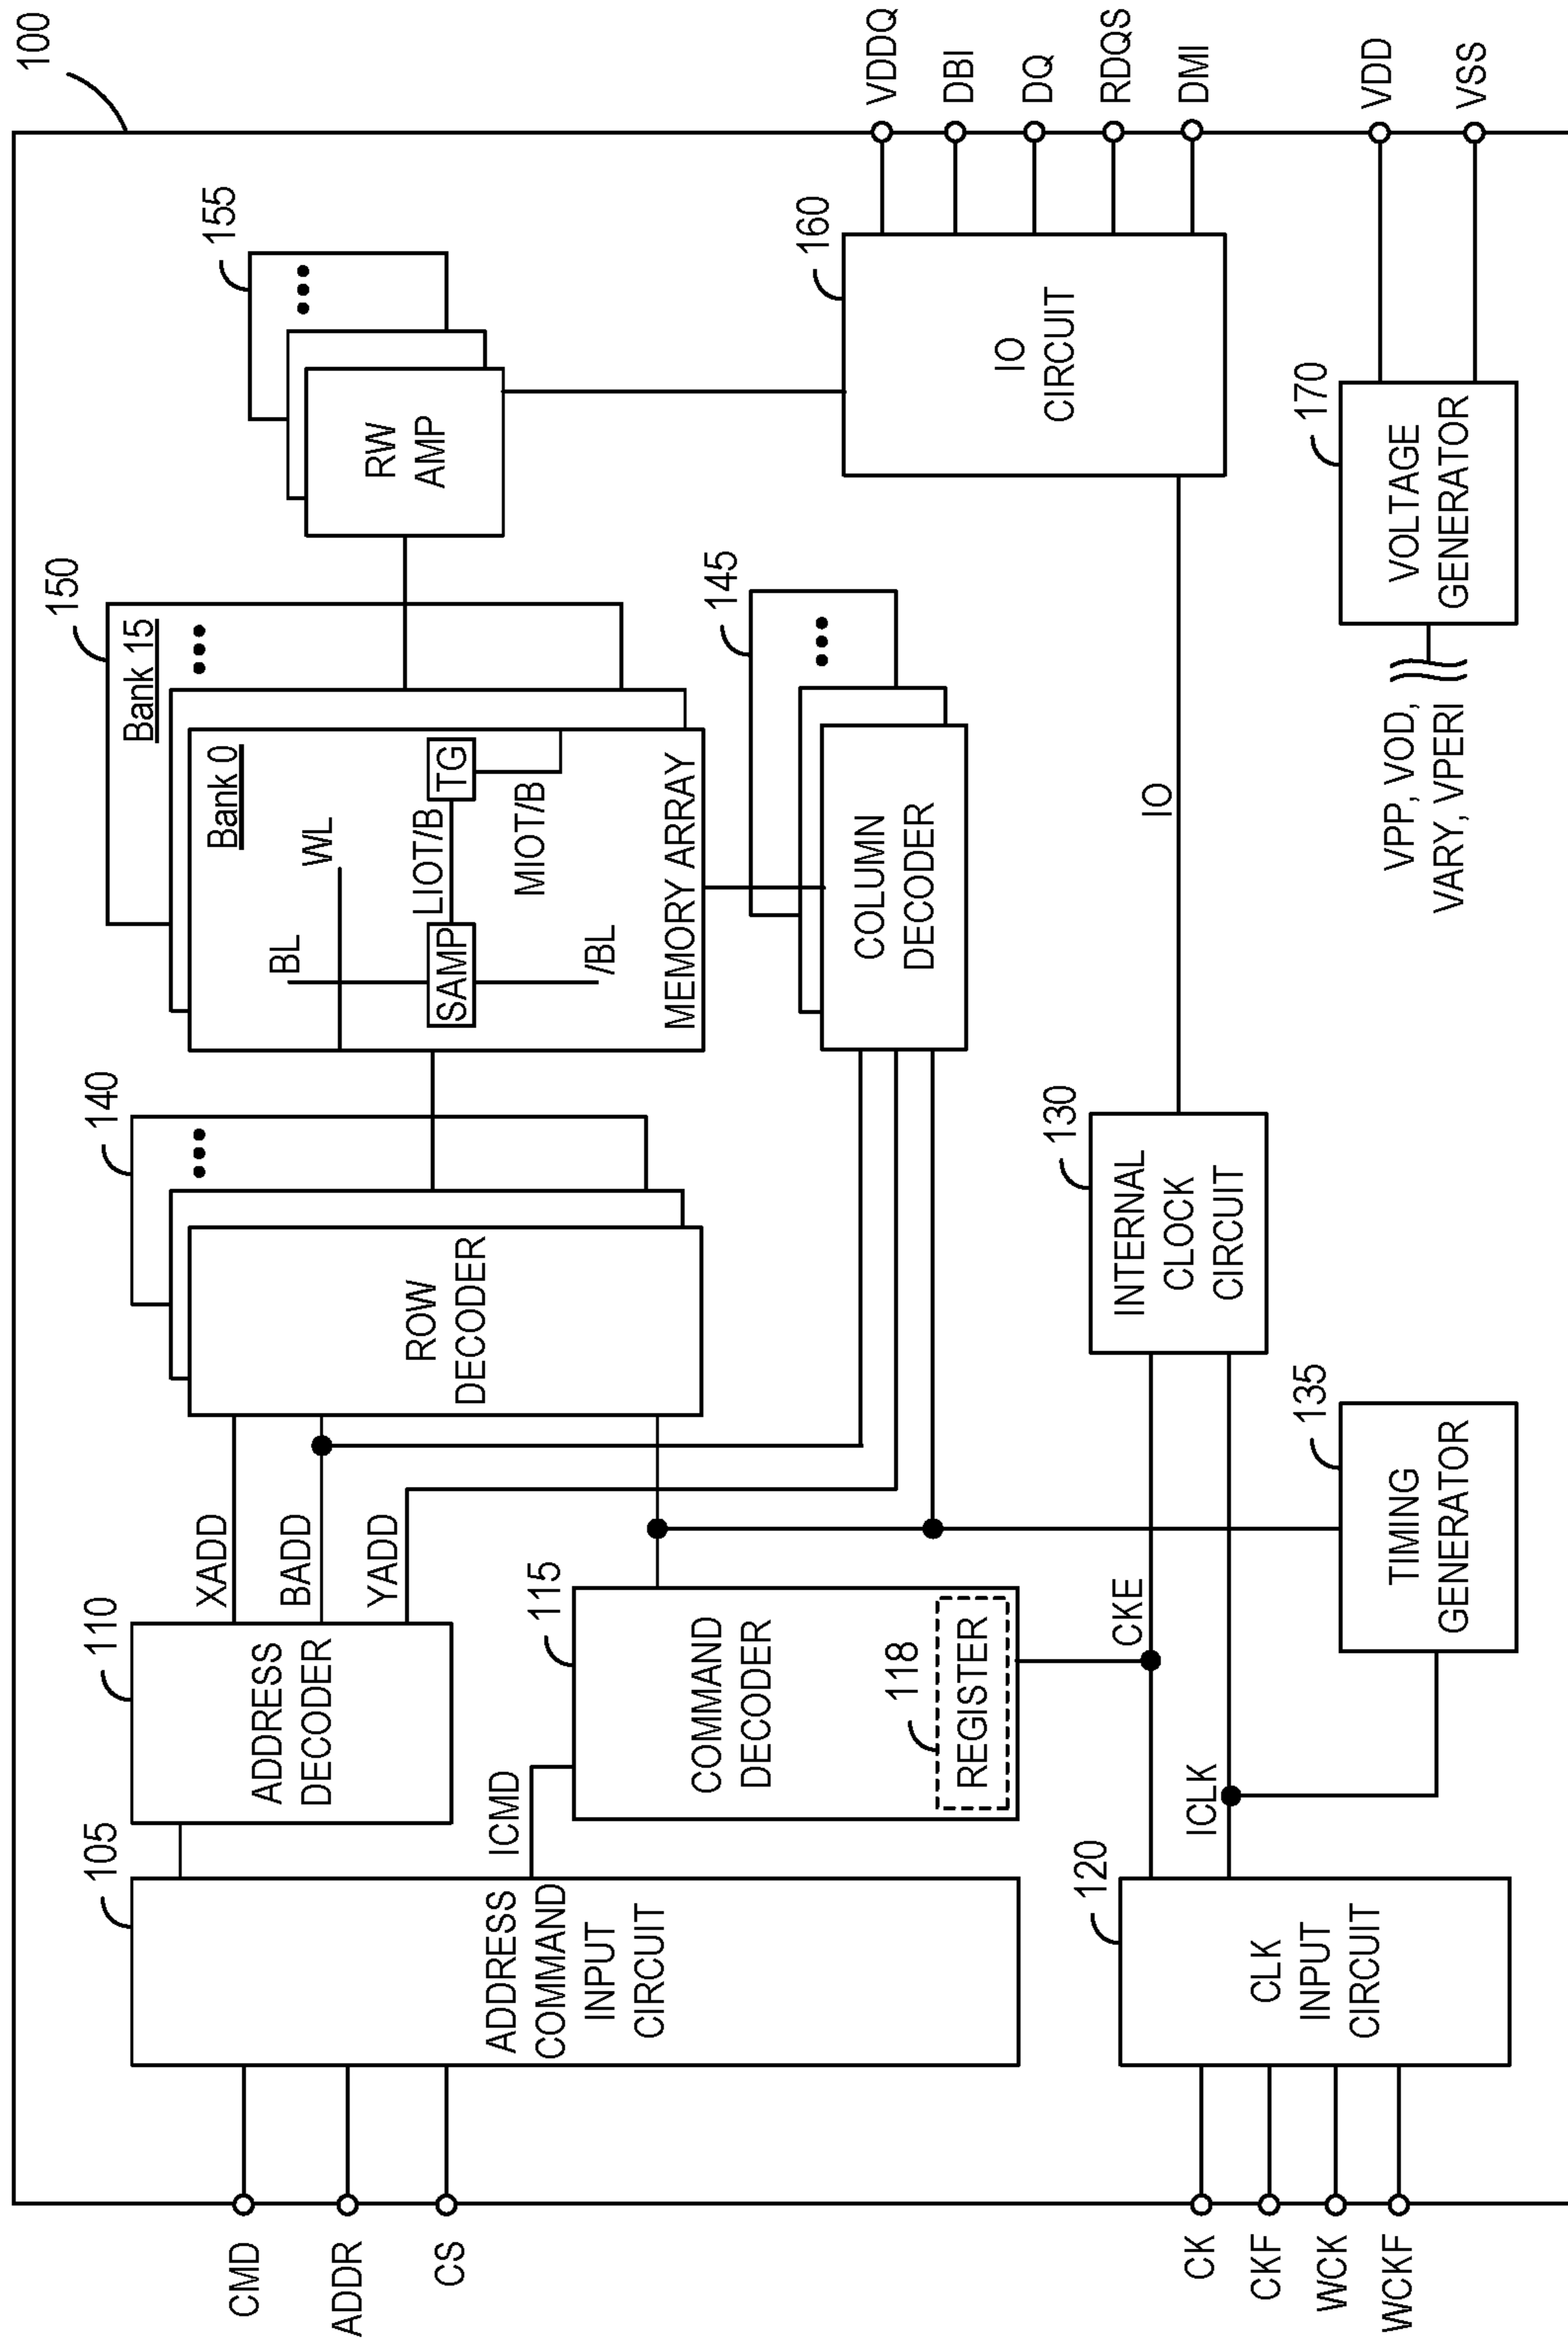 100
CMD
ADDR
CS
CK
CKF
WCK
WCKF
105
ADDRESS
COMMAND
INPUT
CIRCUIT
110
ADDRESS
DECODER
XADD
BADD
YADD
ICMD
115
COMMAND
DECODER
118
REGISTER
120
CLK
INPUT
CIRCUIT
CKE
ICLK
130
INTERNAL
CLOCK
CIRCUIT
135
TIMING
GENERATOR
140
ROW
DECODER
150
Bank 15
Bank 0
BL
WL
SAMP
LIOT/B
TG
/BL
MIOT/B
MEMORY ARRAY
145
COLUMN
DECODER
155
RW
AMP
160
IO
CIRCUIT
IO
170
VOLTAGE
GENERATOR
VPP, VOD,
VARY, VPERI
VDDQ
DBI
DQ
RDQS
DMI
VDD
VSS